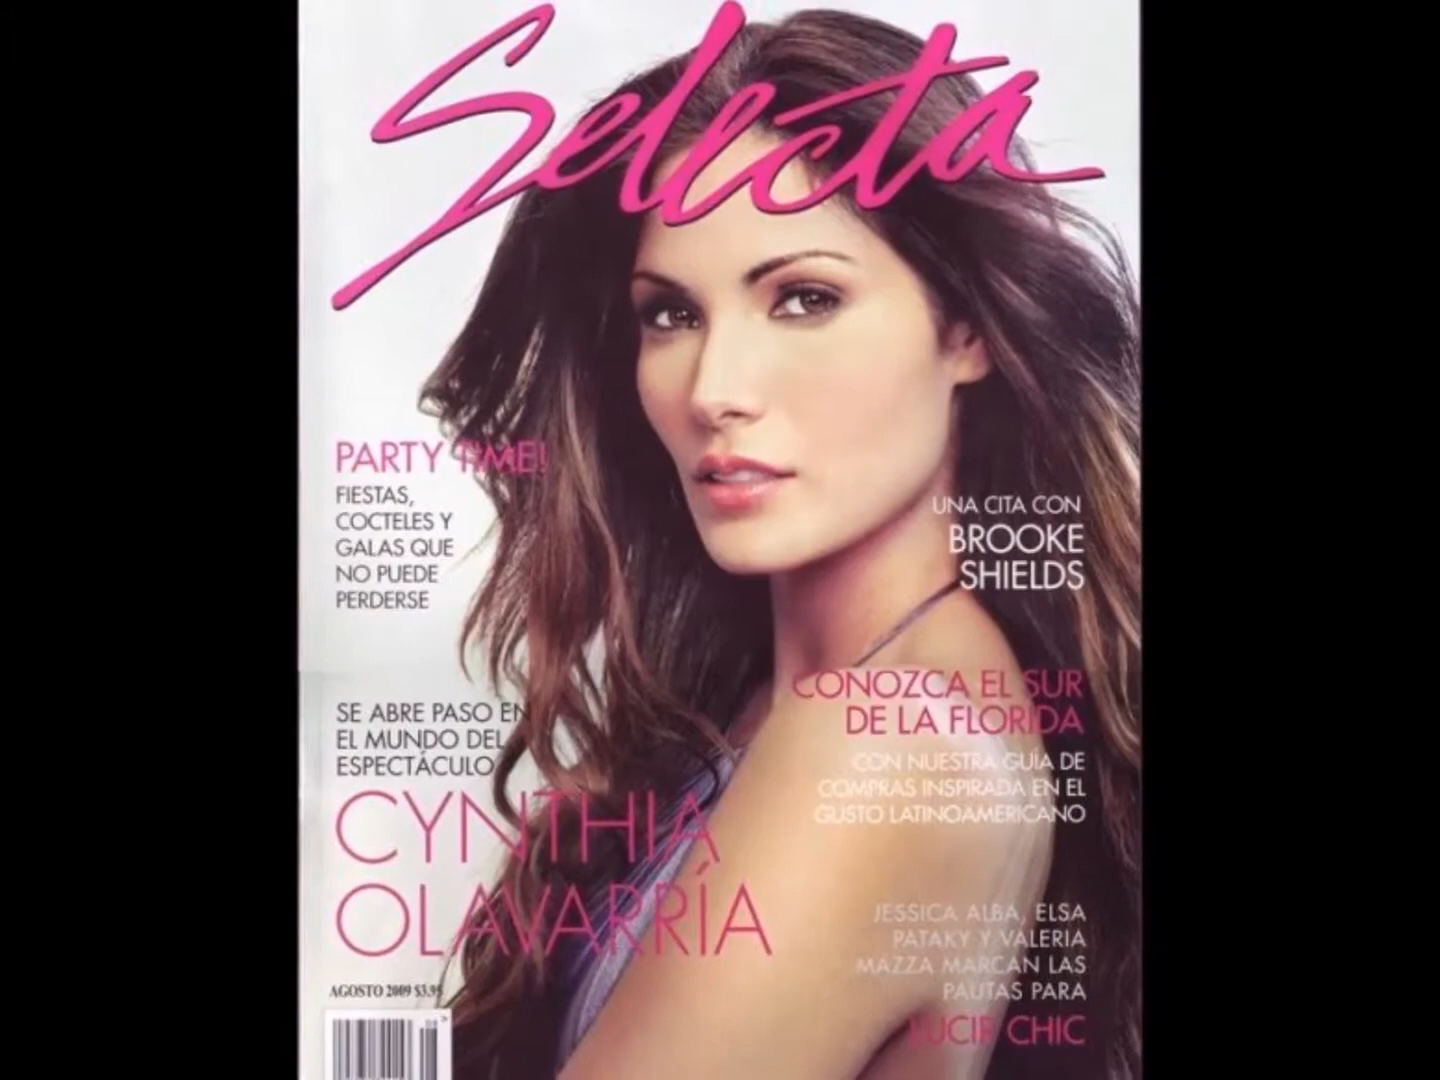 Selecta
PARTY TIME!
FIESTAS,
COCTELES Y
GALAS QUE
NO PUEDE
PERDERSE
UNA CITA CON
BROOKE
SHIELDS
CONOZCA EL SUR
DE LA FLORIDA
CON NUESTRA GUÍA DE
COMPRAS INSPIRADA EN EL
GUSTO LATINOAMERICANO
SE ABRE PASO EN
EL MUNDO DEL
ESPECTÁCULO
CYNTHIA
OLAVARRÍA
JESSICA ALBA, ELSA
PATAKY Y VALERIA
MAZZA MARCAN LAS
PAUTAS PARA
LUCIR CHIC
AGOSTO 2009 $3.95
08>